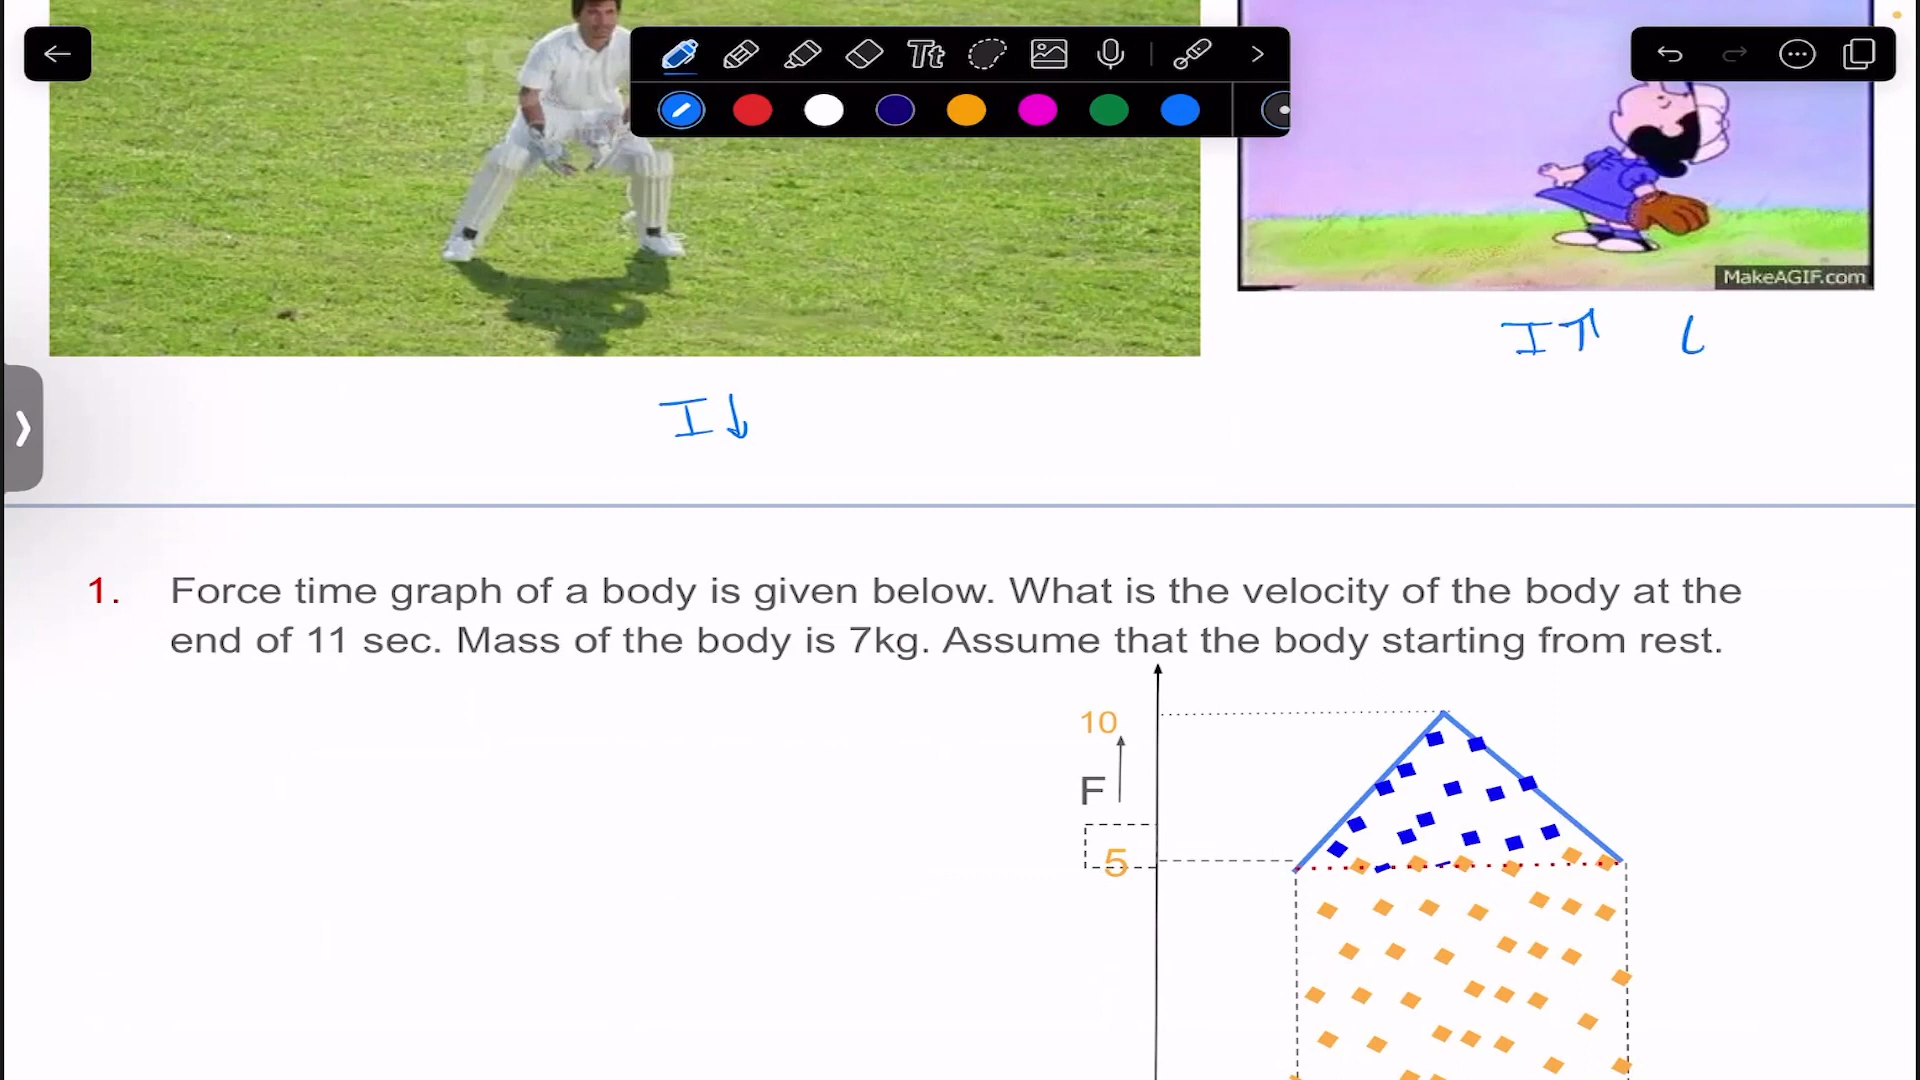 Tt
MakeAGIF.com
I↑
I↓
1. Force time graph of a body is given below. What is the velocity of the body at the
end of 11 sec. Mass of the body is 7kg. Assume that the body starting from rest.
10
F
5